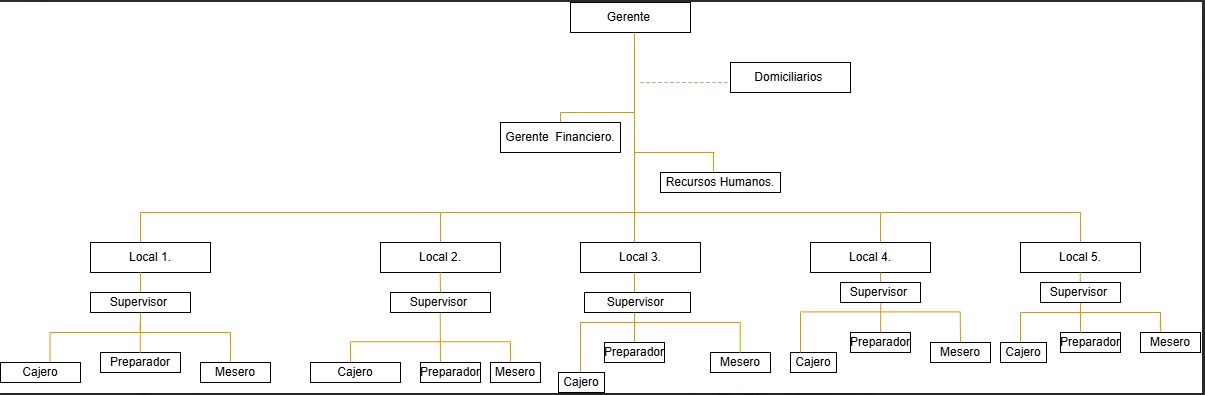 Gerente
Domiciliarios
Gerente Financiero.
Recursos Humanos.
Local 1.
Local 2.
Local 3.
Local 4.
Local 5.
Supervisor
Supervisor
Supervisor
Supervisor
Supervisor
Cajero
Preparador
Mesero
Cajero
Preparador
Mesero
Cajero
Preparador
Mesero
Cajero
Preparador
Mesero
Cajero
Preparador
Mesero